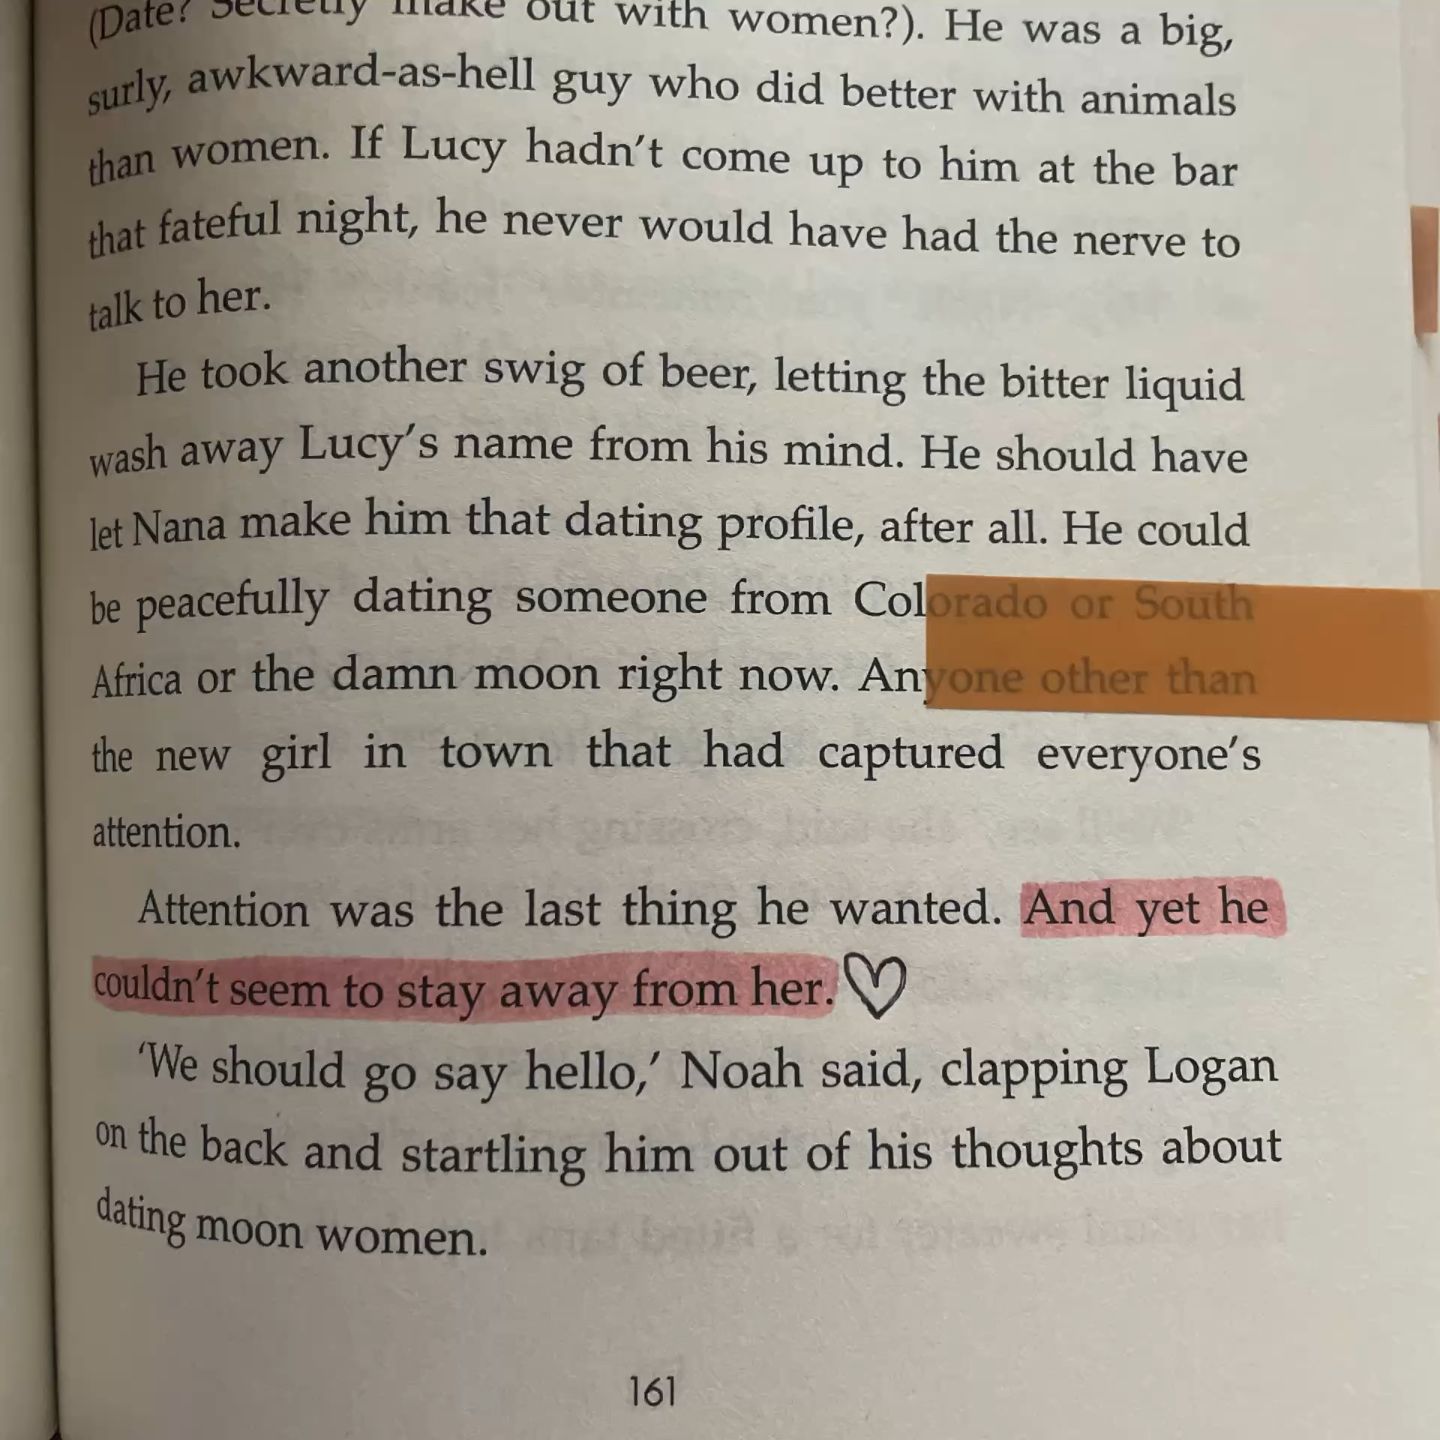 (Date? Secretly make out with women?). He was a big,
surly, awkward-as-hell guy who did better with animals
than women. If Lucy hadn't come up to him at the bar
that fateful night, he never would have had the nerve to
talk to her.
He took another swig of beer, letting the bitter liquid
wash away Lucy's name from his mind. He should have
let Nana make him that dating profile, after all. He could
be peacefully dating someone from Colorado or South
Africa or the damn moon right now. Anyone other than
the new girl in town that had captured everyone's
attention.
Attention was the last thing he wanted. And yet he
couldn't seem to stay away from her.
'We should go say hello,' Noah said, clapping Logan
on the back and startling him out of his thoughts about
dating moon women.
161